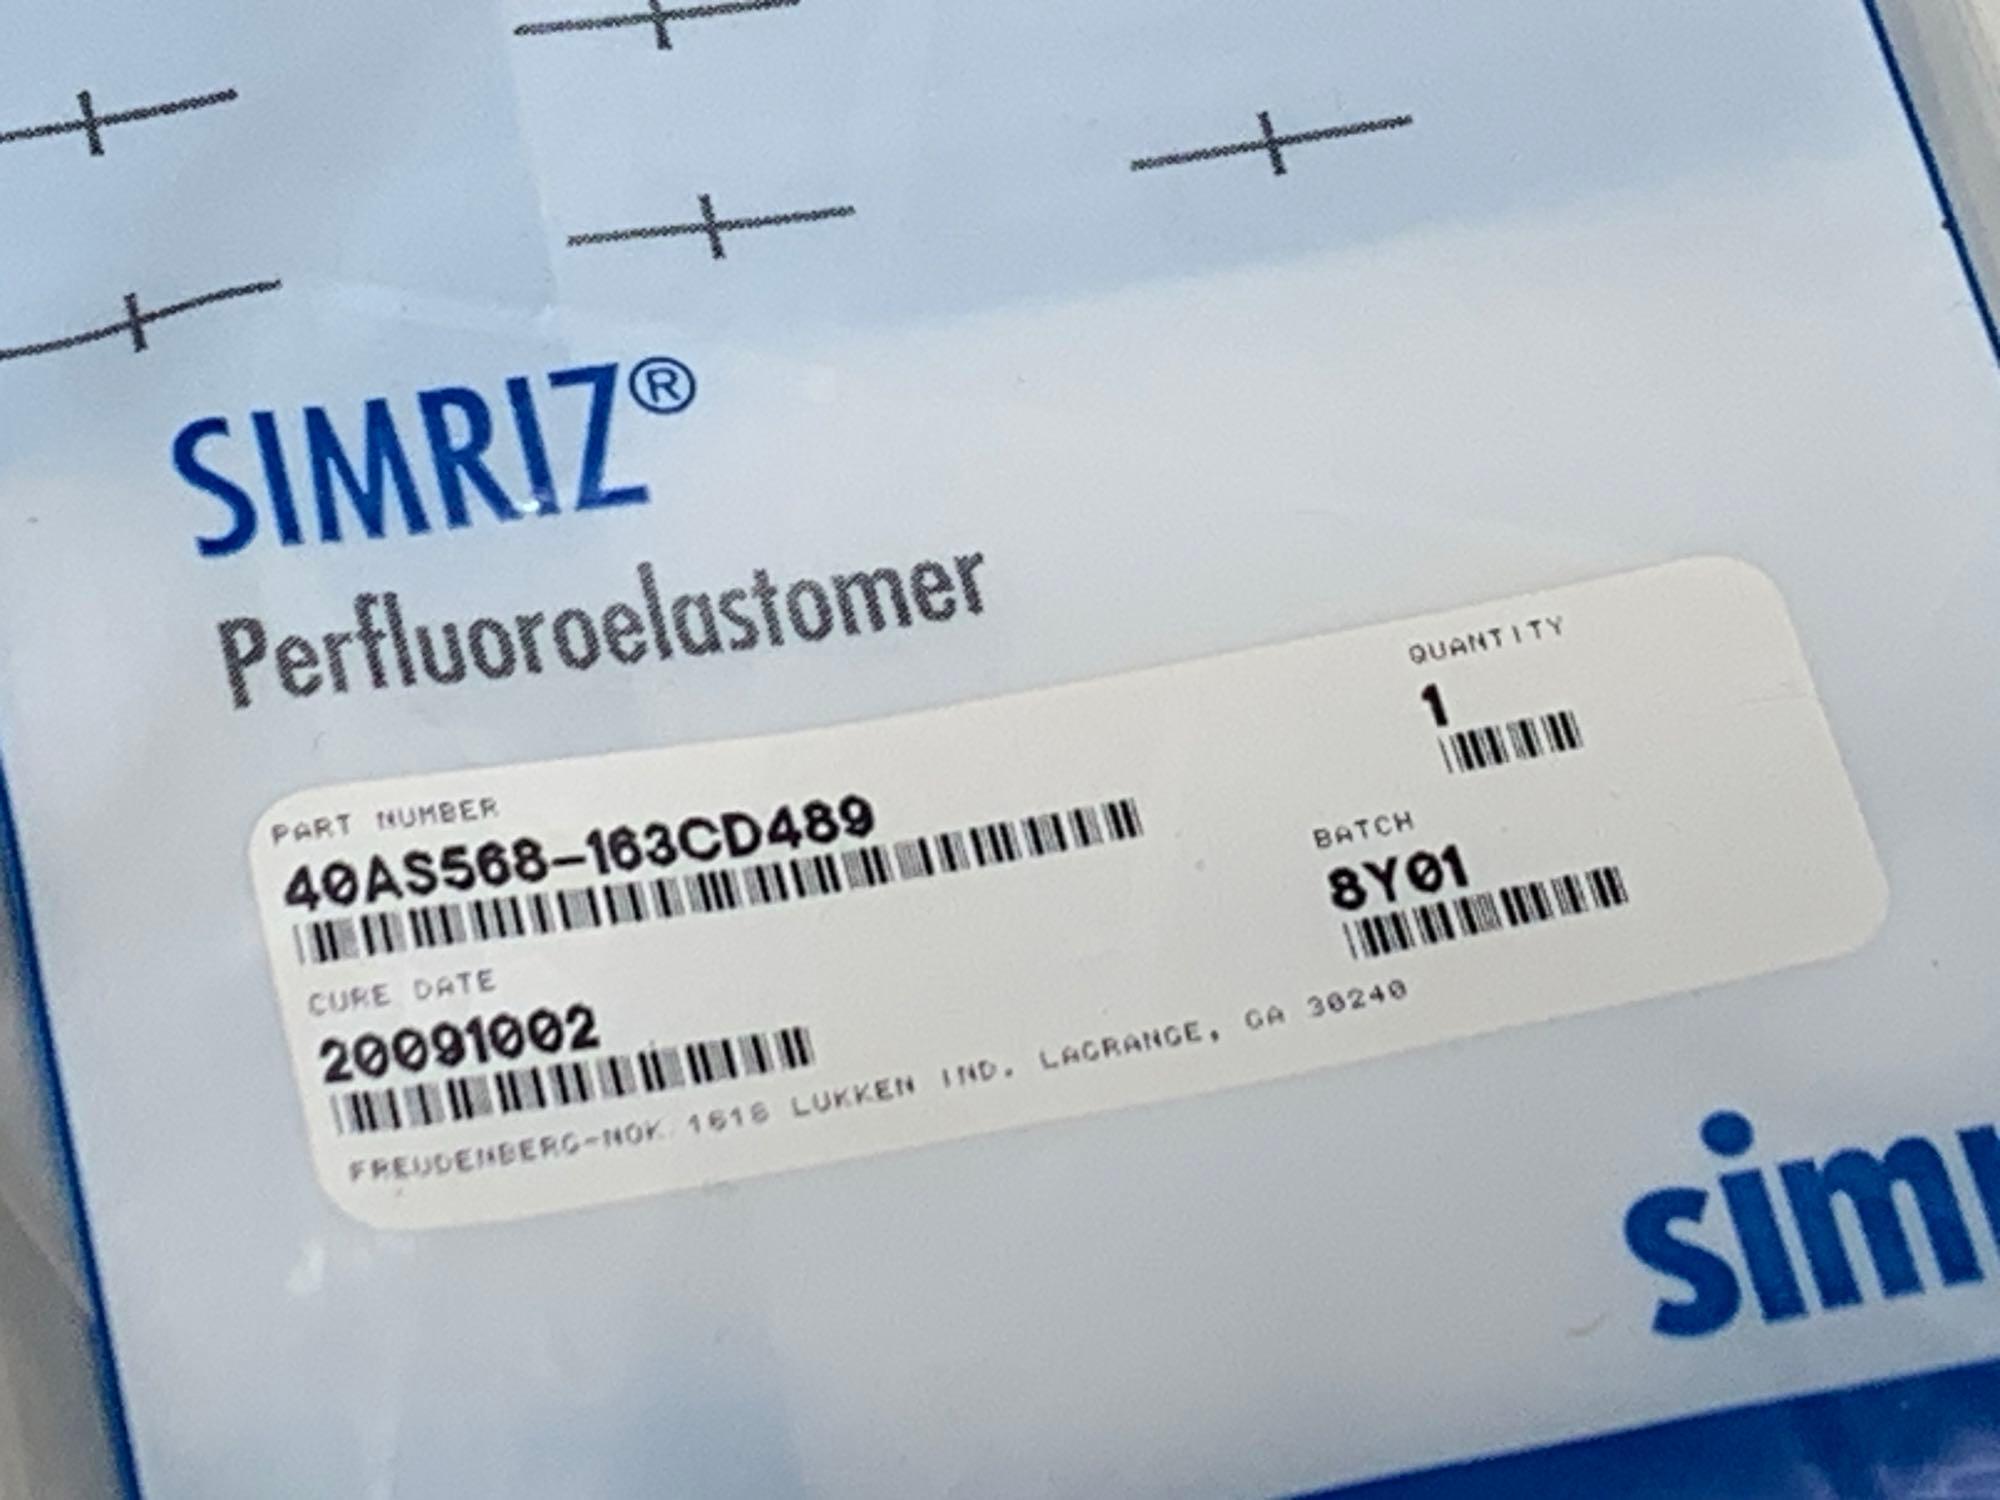 SIMRIZ®
Perfluoroelastomer
QUANTITY
1
PART NUMBER
40AS568-163CD489
BATCH
8Y01
CURE DATE
20091002
FREUDENBERG-NOK 1618 LUKKEN IND. LAGRANGE, GA 30240